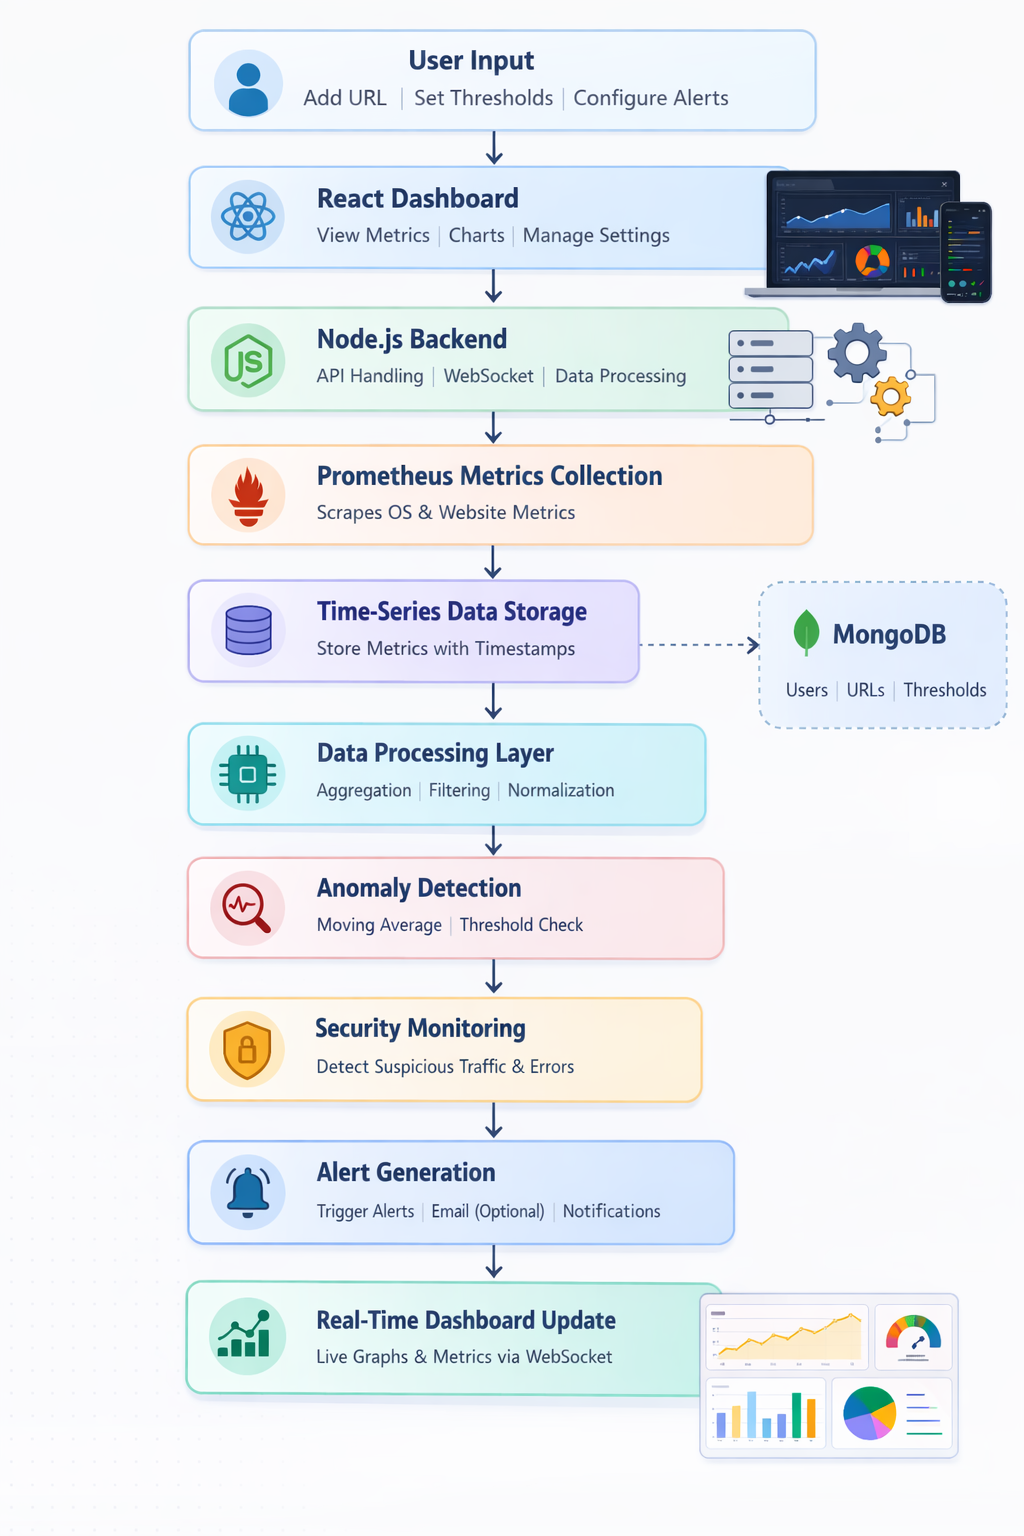 User Input
Add URL | Set Thresholds | Configure Alerts
React Dashboard
View Metrics | Charts | Manage Settings
Node.js Backend
JS
API Handling | WebSocket | Data Processing
Prometheus Metrics Collection
Scrapes OS & Website Metrics
Time-Series Data Storage
Store Metrics with Timestamps
MongoDB
Users | URLs | Thresholds
Data Processing Layer
Aggregation | Filtering | Normalization
Anomaly Detection
Moving Average | Threshold Check
Security Monitoring
Detect Suspicious Traffic & Errors
Alert Generation
Trigger Alerts | Email (Optional) | Notifications
Real-Time Dashboard Update
Live Graphs & Metrics via WebSocket